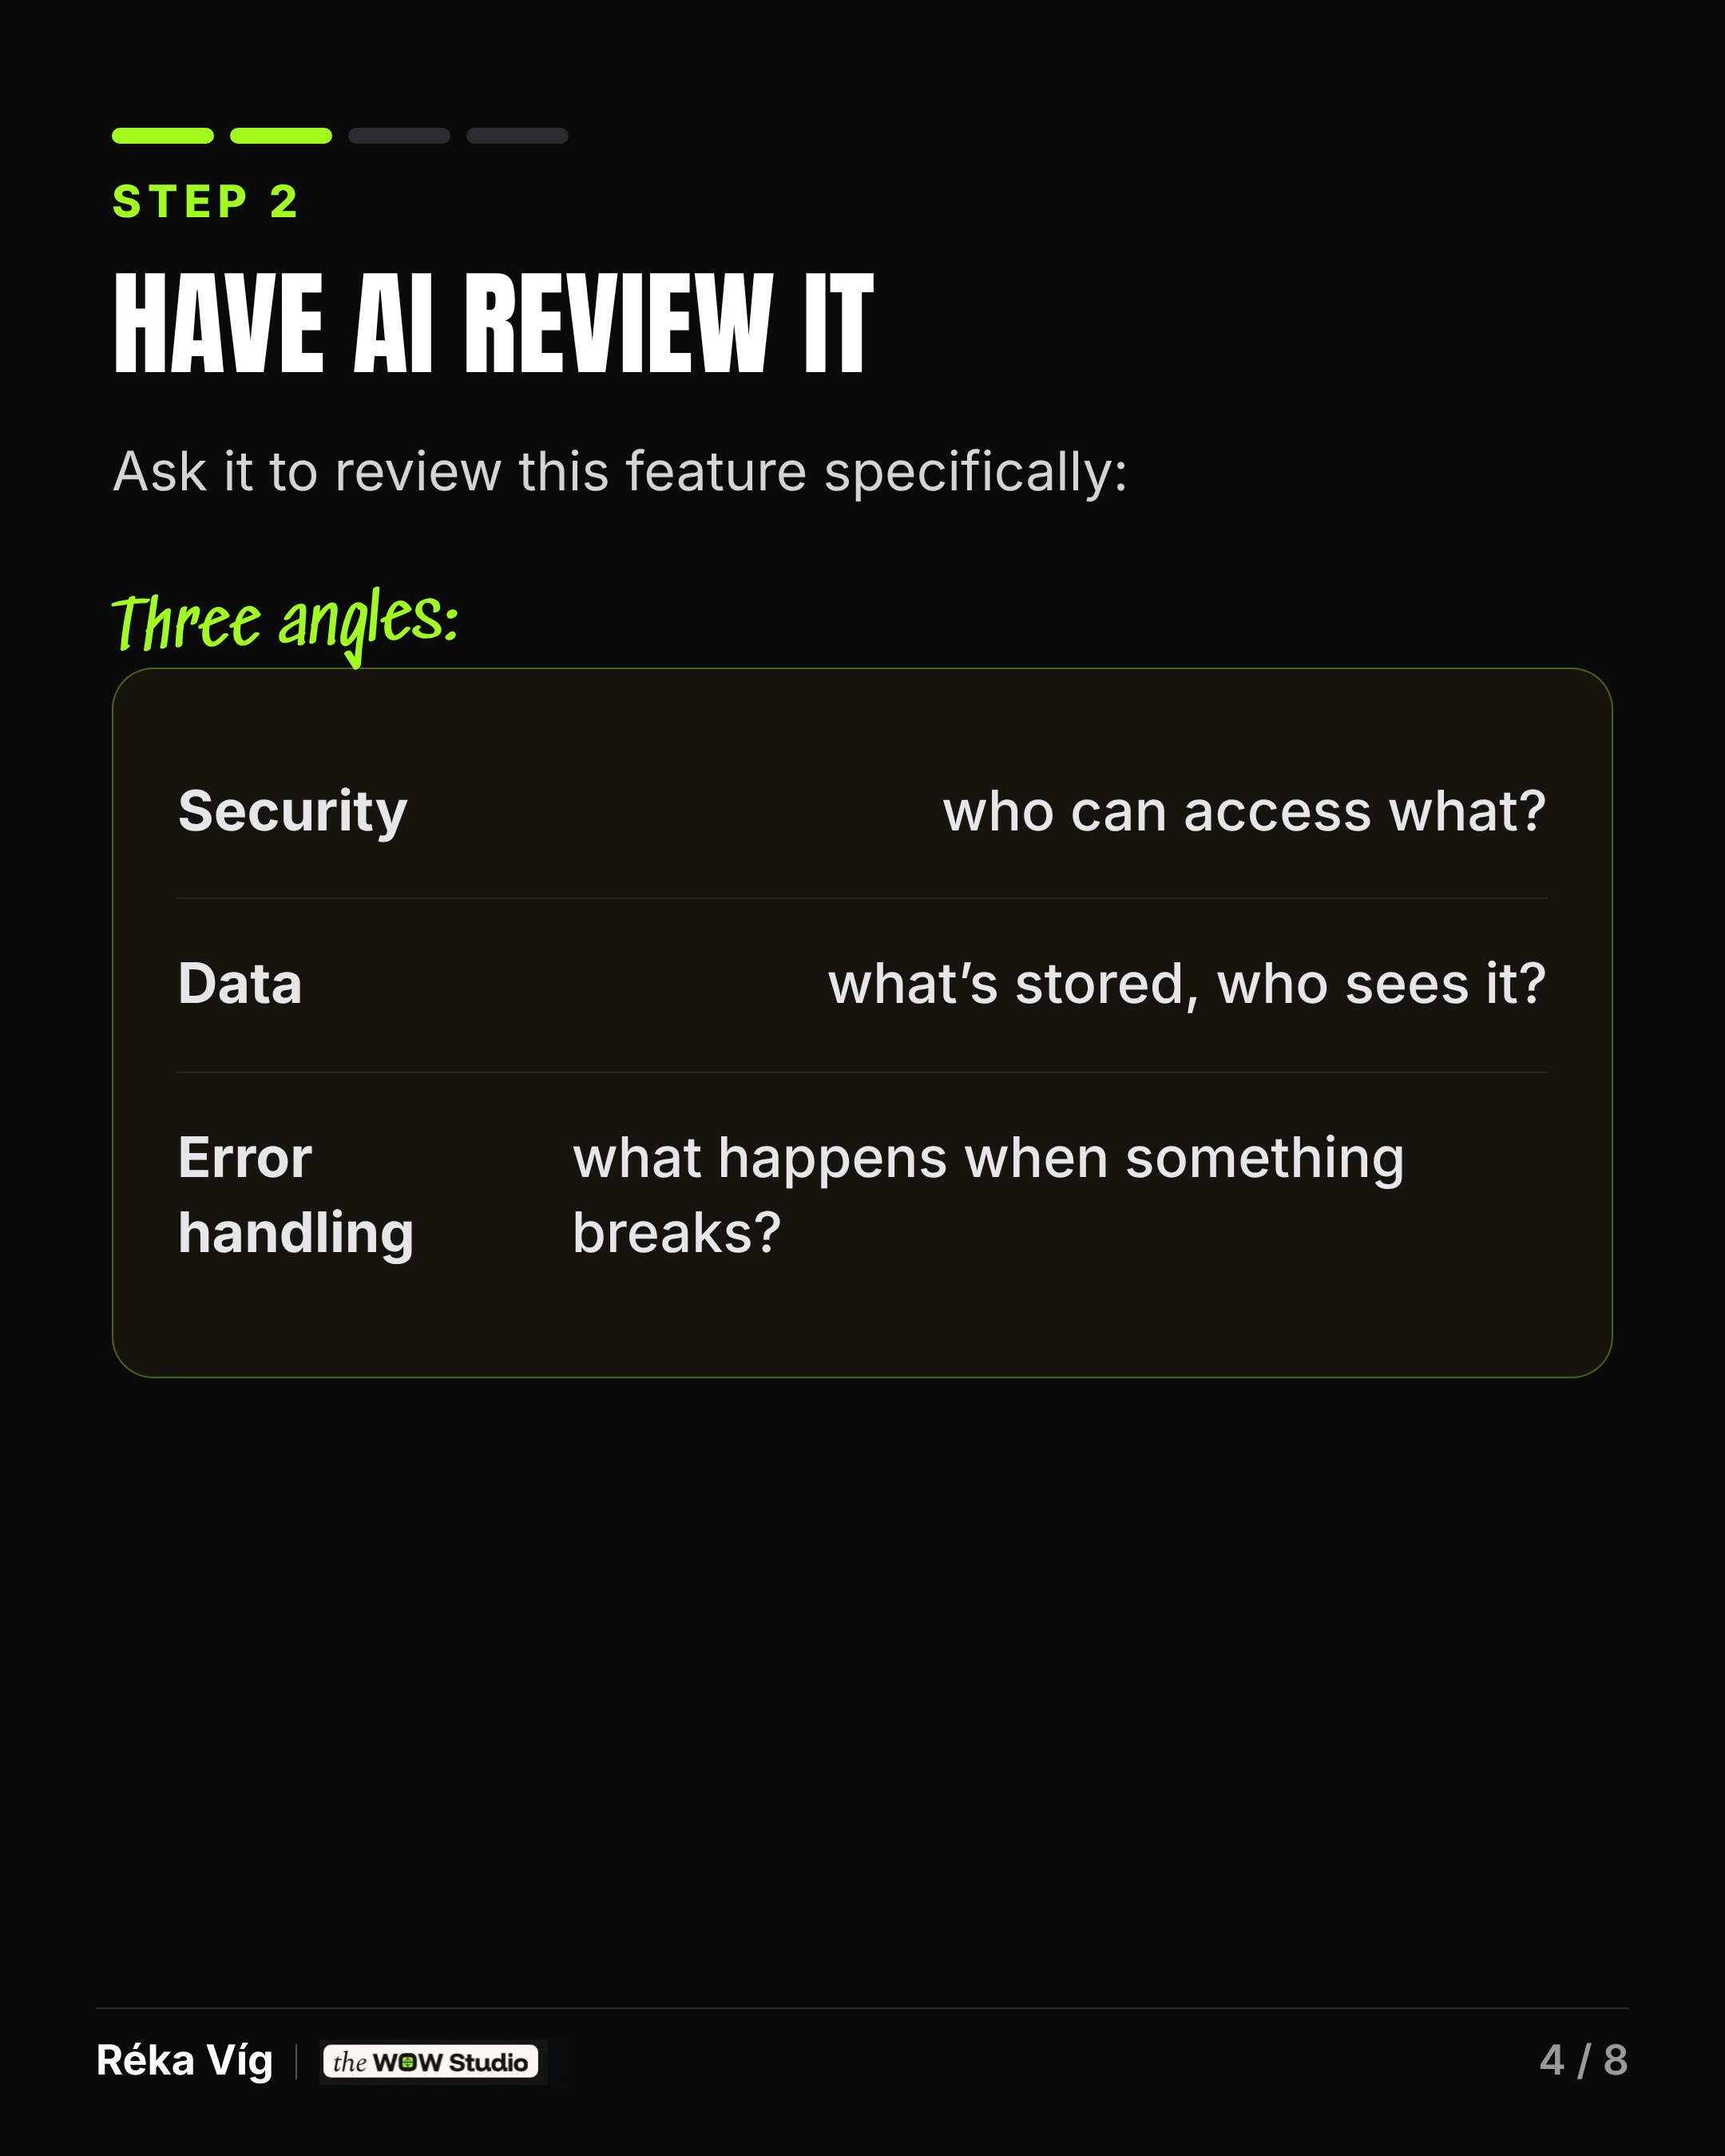 STEP 2
HAVE AI REVIEW IT
Ask it to review this feature specifically:
Three angles:
Security who can access what?
Data what’s stored, who sees it?
Error what happens when something
handling breaks?
Réka Víg the WOW Studio 4 / 8